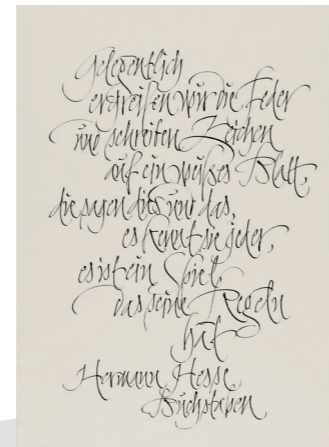 Gelegentlich
ergreifen wir die Feder
und schreiben Zeichen
auf ein weißes Blatt,
die sagen dies und das,
es kennt sie jeder,
es ist ein Spiel,
das seine Regeln
hat
Hermann Hesse,
Buchstaben